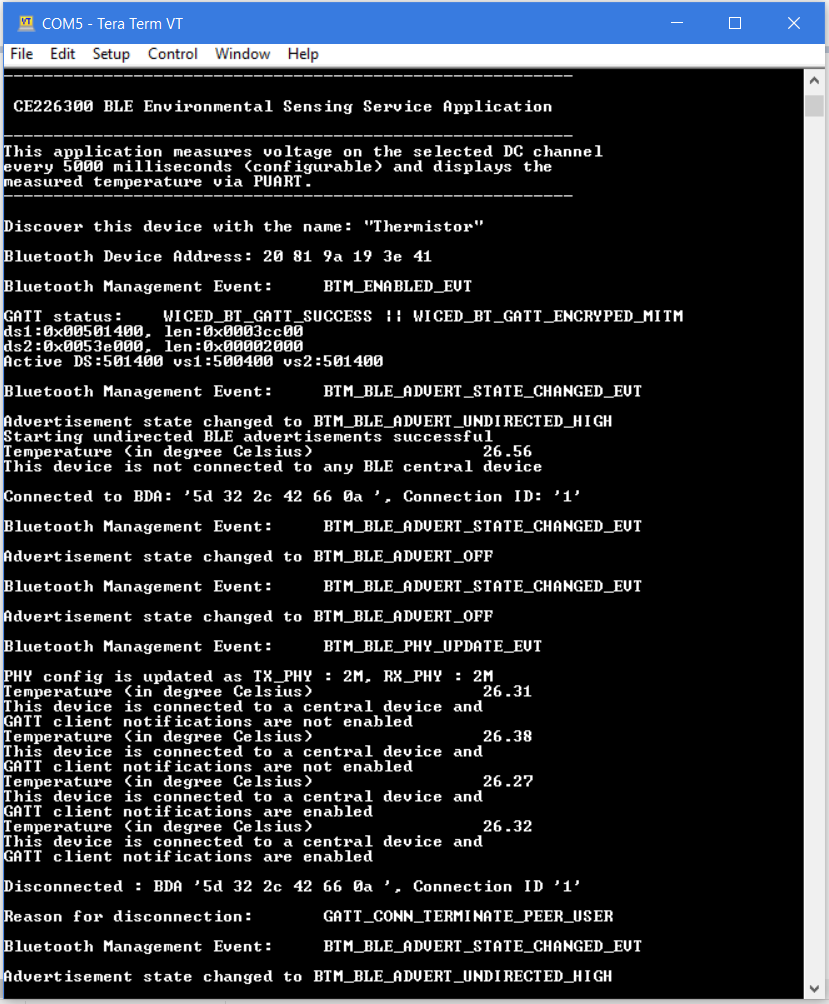 COM5 - Tera Term VT
File Edit Setup Control Window Help
---------------------------------------------------------
CE226300 BLE Environmental Sensing Service Application
---------------------------------------------------------
This application measures voltage on the selected DC channel
every 5000 milliseconds (configurable) and displays the
measured temperature via PUART.
---------------------------------------------------------
Discover this device with the name: "Thermistor"
Bluetooth Device Address: 20 81 9a 19 3e 41
Bluetooth Management Event:     BTM_ENABLED_EVT
GATT status:    WICED_BT_GATT_SUCCESS || WICED_BT_GATT_ENCRYPED_MITM
ds1:0x00501400, len:0x0003cc00
ds2:0x0053e000, len:0x00002000
Active DS:501400 vs1:500400 vs2:501400
Bluetooth Management Event:     BTM_BLE_ADVERT_STATE_CHANGED_EVT
Advertisement state changed to BTM_BLE_ADVERT_UNDIRECTED_HIGH
Starting undirected BLE advertisements successful
Temperature (in degree Celsius)                 26.56
This device is not connected to any BLE central device
Connected to BDA: '5d 32 2c 42 66 0a ', Connection ID: '1'
Bluetooth Management Event:     BTM_BLE_ADVERT_STATE_CHANGED_EVT
Advertisement state changed to BTM_BLE_ADVERT_OFF
Bluetooth Management Event:     BTM_BLE_ADVERT_STATE_CHANGED_EVT
Advertisement state changed to BTM_BLE_ADVERT_OFF
Bluetooth Management Event:     BTM_BLE_PHY_UPDATE_EVT
PHY config is updated as TX_PHY : 2M, RX_PHY : 2M
Temperature (in degree Celsius)                 26.31
This device is connected to a central device and
GATT client notifications are not enabled
Temperature (in degree Celsius)                 26.38
This device is connected to a central device and
GATT client notifications are not enabled
Temperature (in degree Celsius)                 26.27
This device is connected to a central device and
GATT client notifications are enabled
Temperature (in degree Celsius)                 26.32
This device is connected to a central device and
GATT client notifications are enabled
Disconnected : BDA '5d 32 2c 42 66 0a ', Connection ID '1'
Reason for disconnection:       GATT_CONN_TERMINATE_PEER_USER
Bluetooth Management Event:     BTM_BLE_ADVERT_STATE_CHANGED_EVT
Advertisement state changed to BTM_BLE_ADVERT_UNDIRECTED_HIGH